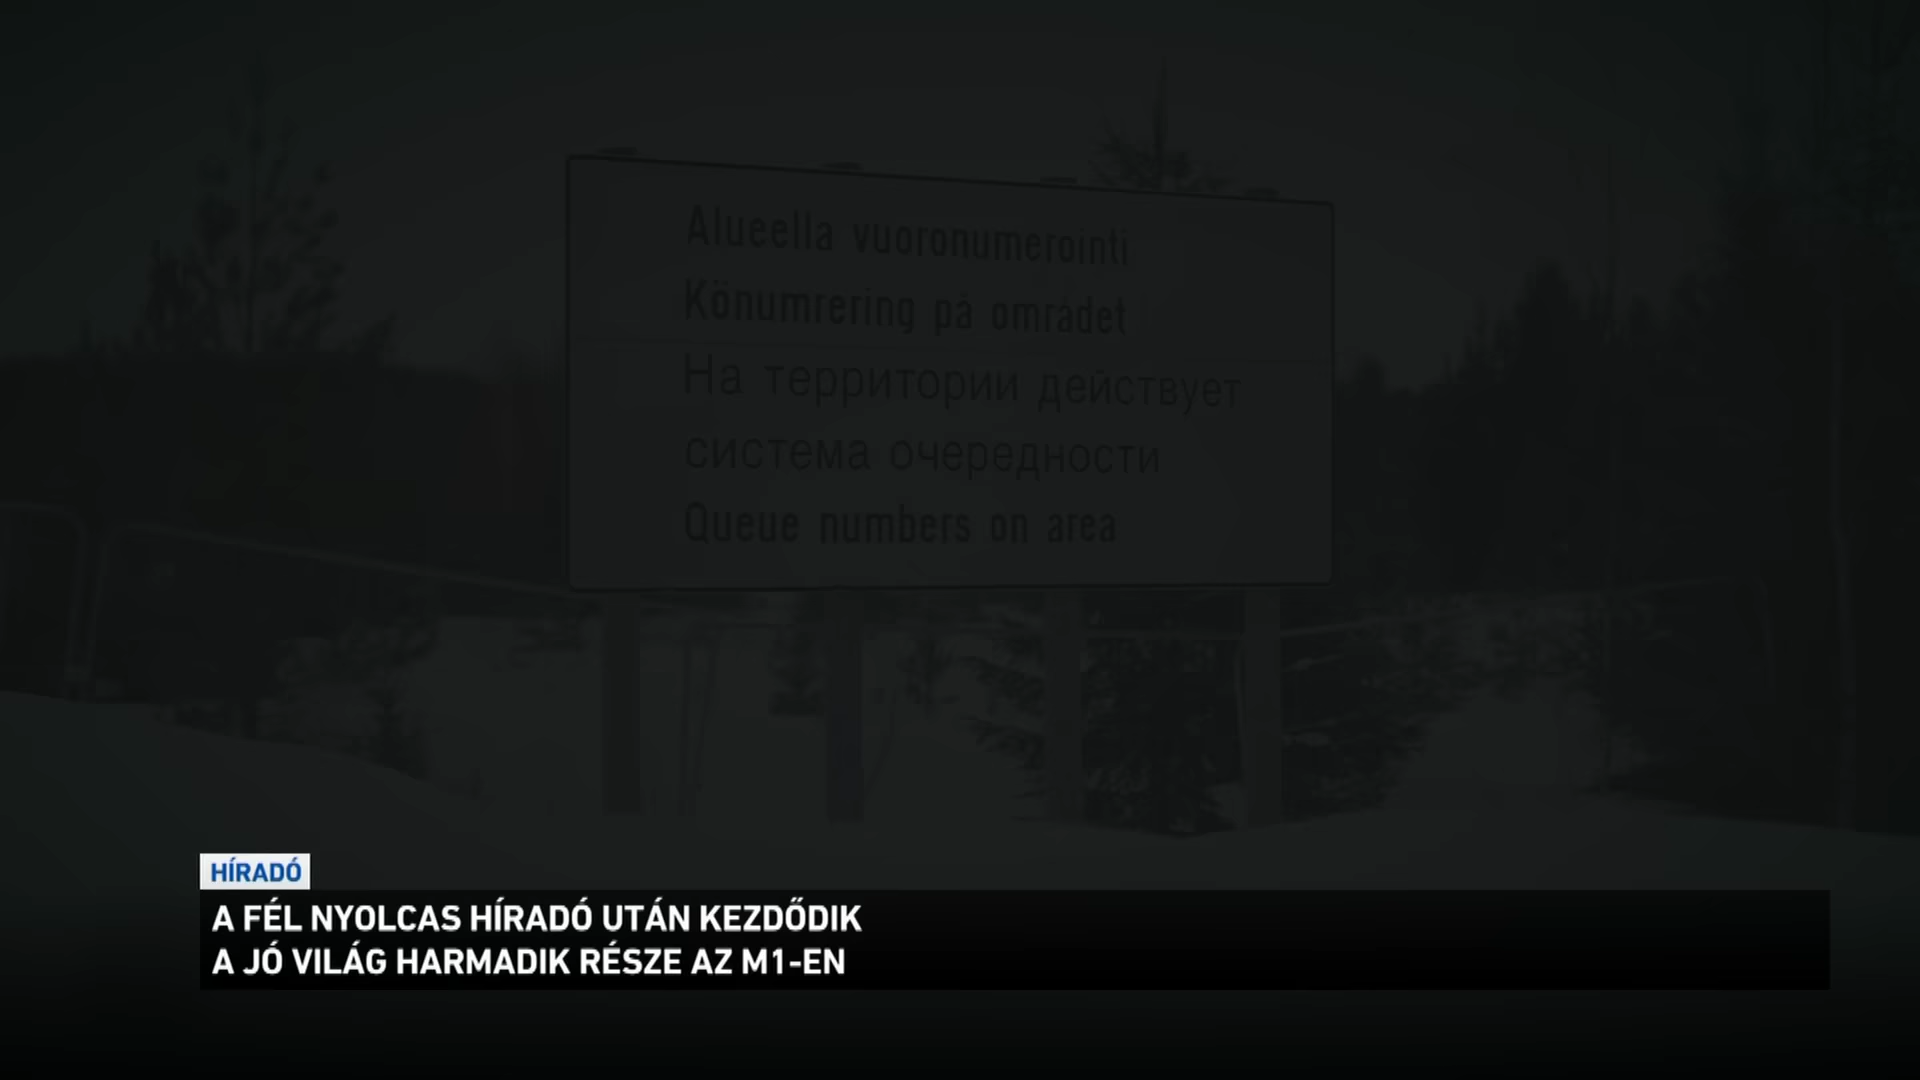 Alueella vuoronumerointi
Könumrering på området
На территории действует
система очередности
Queue numbers on area
HÍRADÓ
A FÉL NYOLCAS HÍRADÓ UTÁN KEZDŐDIK
A JÓ VILÁG HARMADIK RÉSZE AZ M1-EN